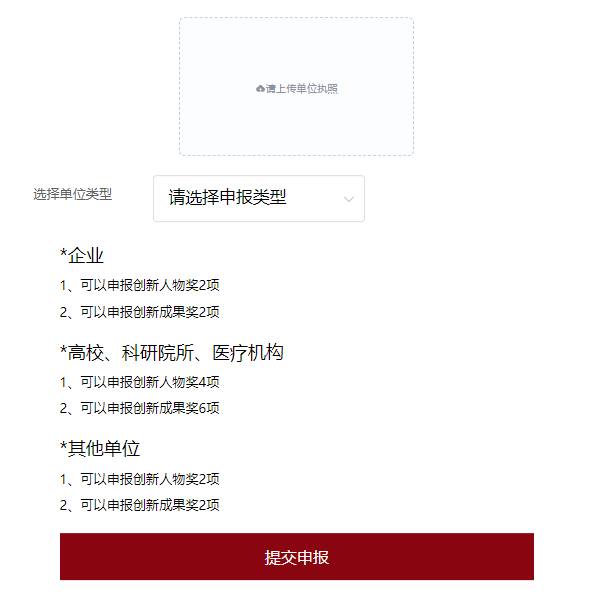 请上传单位执照
选择单位类型
请选择申报类型
*企业
1、可以申报创新人物奖2项
2、可以申报创新成果奖2项
*高校、科研院所、医疗机构
1、可以申报创新人物奖4项
2、可以申报创新成果奖6项
*其他单位
1、可以申报创新人物奖2项
2、可以申报创新成果奖2项
提交申报